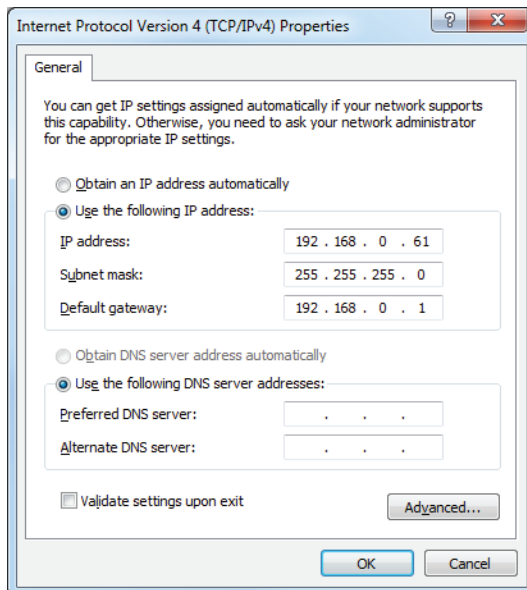 Internet Protocol Version 4 (TCP/IPv4) Properties
?
X
General
You can get IP settings assigned automatically if your network supports
this capability. Otherwise, you need to ask your network administrator
for the appropriate IP settings.
Obtain an IP address automatically
Use the following IP address:
IP address: 192 . 168 . 0 . 61
Subnet mask: 255 . 255 . 255 . 0
Default gateway: 192 . 168 . 0 . 1
Obtain DNS server address automatically
Use the following DNS server addresses:
Preferred DNS server: . . .
Alternate DNS server: . . .
Validate settings upon exit
Advanced...
OK Cancel